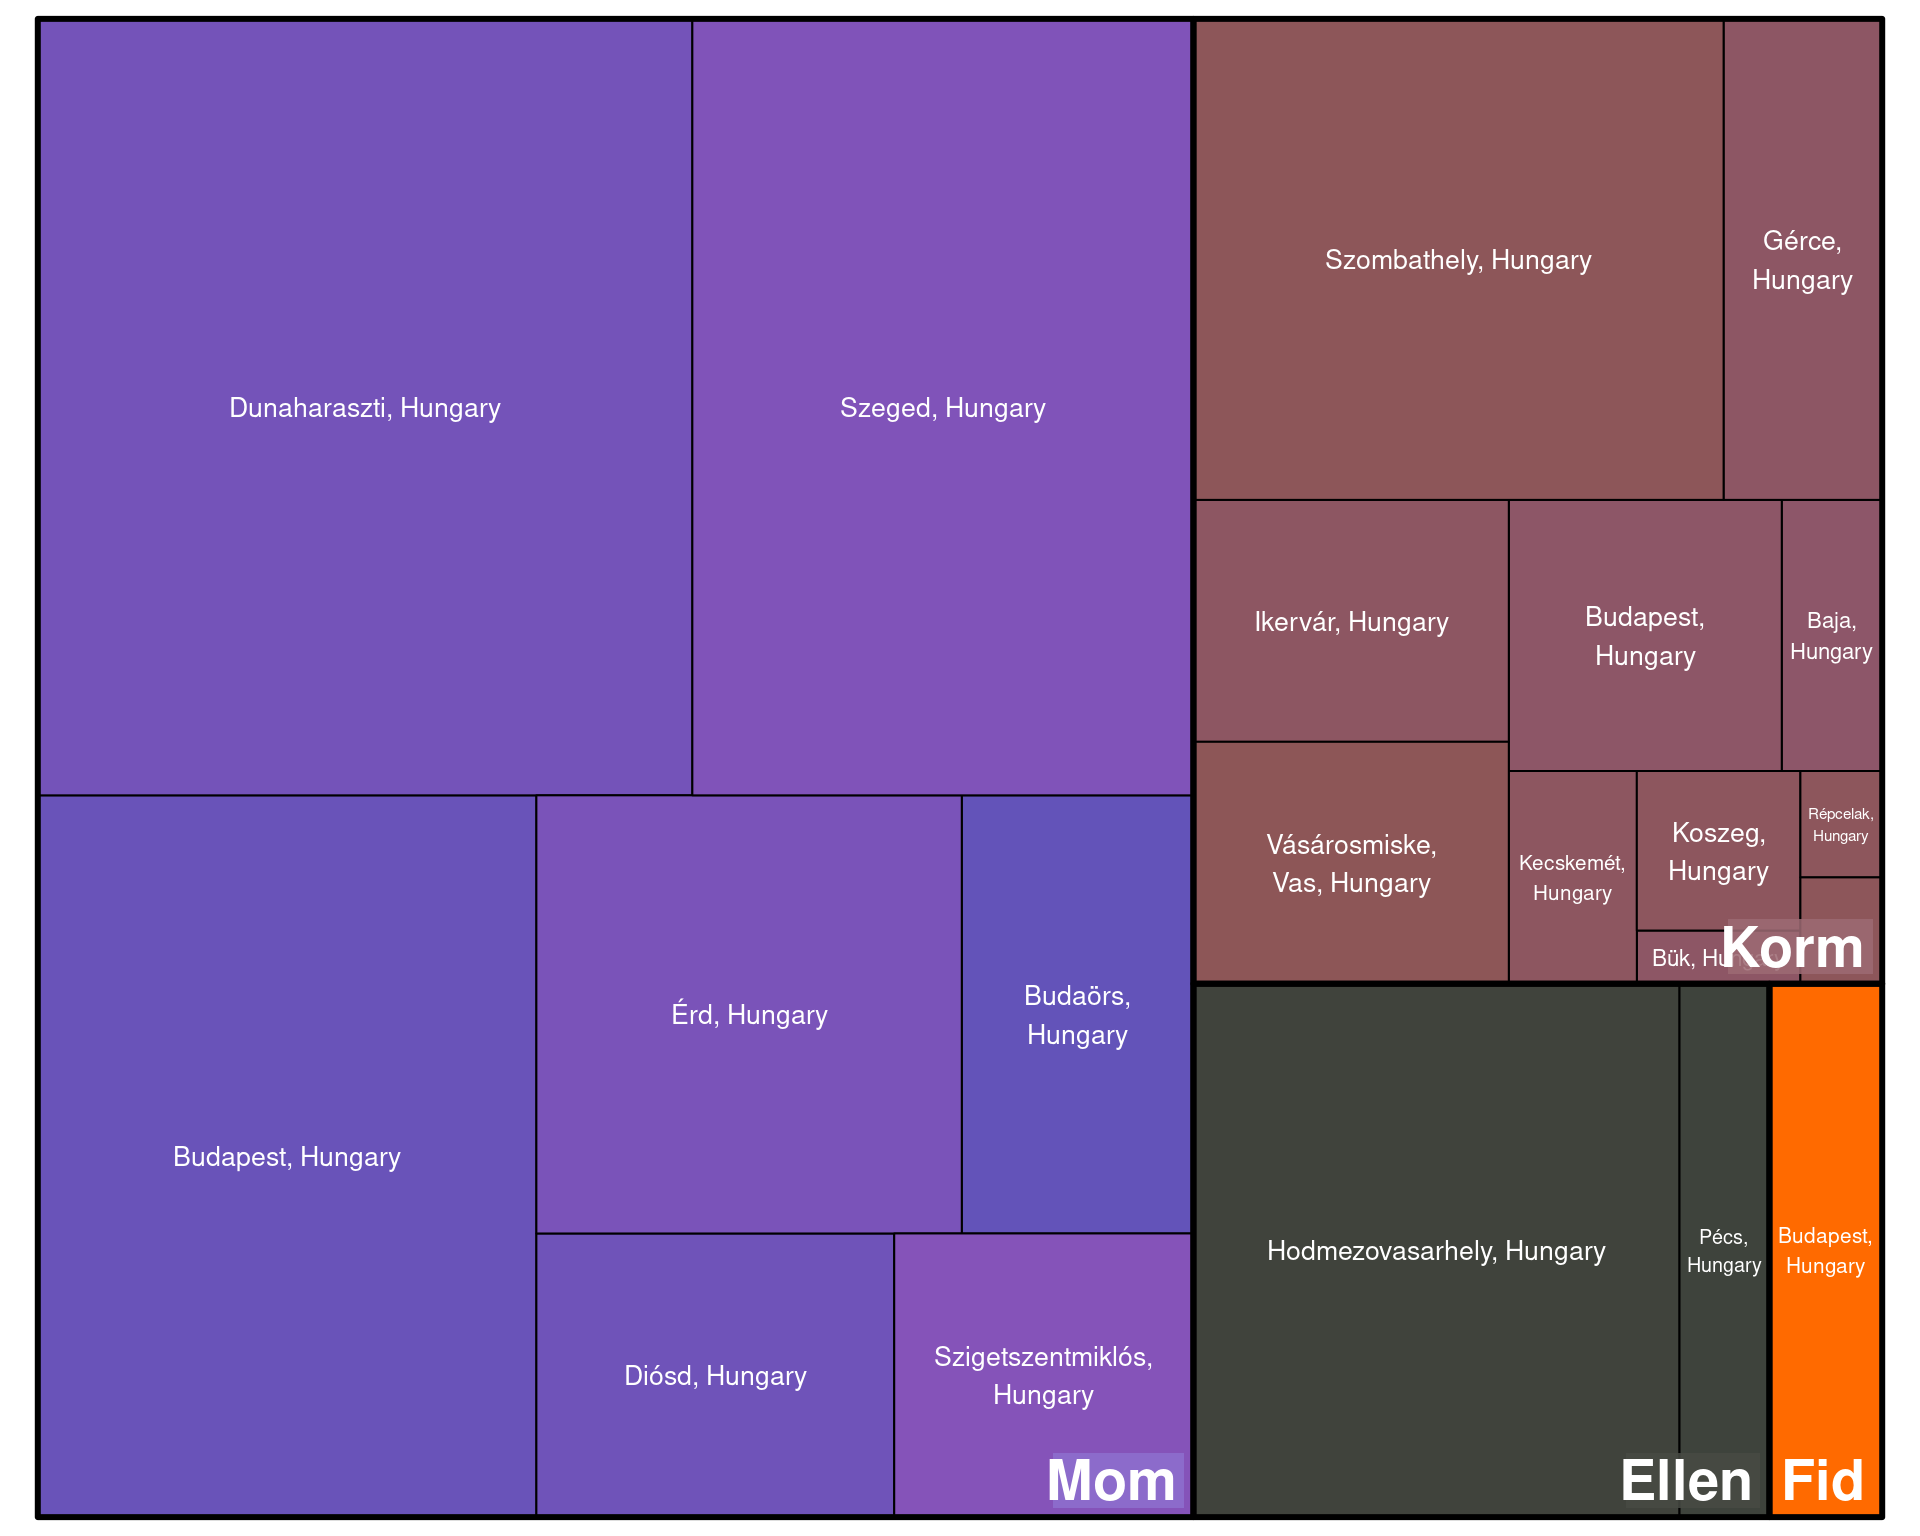 Dunaharaszti, Hungary
Szeged, Hungary
Budapest, Hungary
Érd, Hungary
Budaörs,
Hungary
Diósd, Hungary
Szigetszentmiklós,
Hungary
Mom
Szombathely, Hungary
Gérce,
Hungary
Ikervár, Hungary
Budapest,
Hungary
Baja,
Hungary
Vásárosmiske,
Vas, Hungary
Kecskemét,
Hungary
Koszeg,
Hungary
Répcelak,
Hungary
Bük,
Korm
Hodmezovasarhely, Hungary
Pécs,
Hungary
Ellen
Budapest,
Hungary
Fid